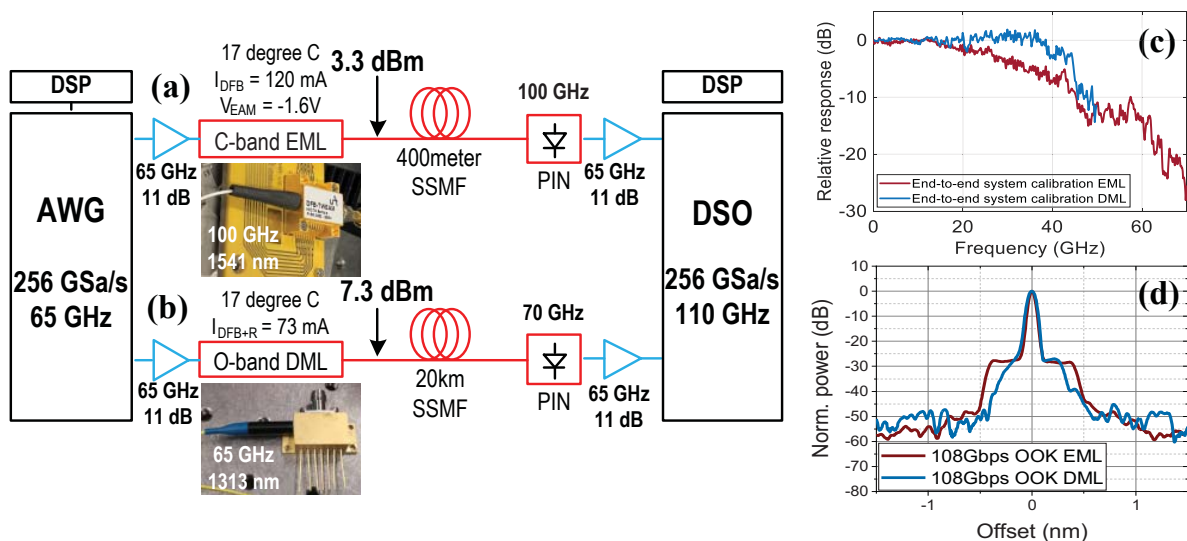 DSP
AWG
256 GSa/s
65 GHz
(a)
17 degree C
I_DFB = 120 mA
V_EAM = -1.6V
65 GHz
11 dB
C-band EML
100 GHz
1541 nm
3.3 dBm
400meter
SSMF
100 GHz
PIN
65 GHz
11 dB
(b)
17 degree C
I_DFB+R = 73 mA
65 GHz
11 dB
O-band DML
65 GHz
1313 nm
7.3 dBm
20km
SSMF
70 GHz
PIN
65 GHz
11 dB
DSP
DSO
256 GSa/s
110 GHz
(c)
Relative response (dB)
0
-10
-20
-30
End-to-end system calibration EML
End-to-end system calibration DML
0 20 40 60
Frequency (GHz)
(d)
Norm. power (dB)
10
0
-10
-20
-30
-40
-50
-60
-70
-80
108Gbps OOK EML
108Gbps OOK DML
-1 0 1
Offset (nm)